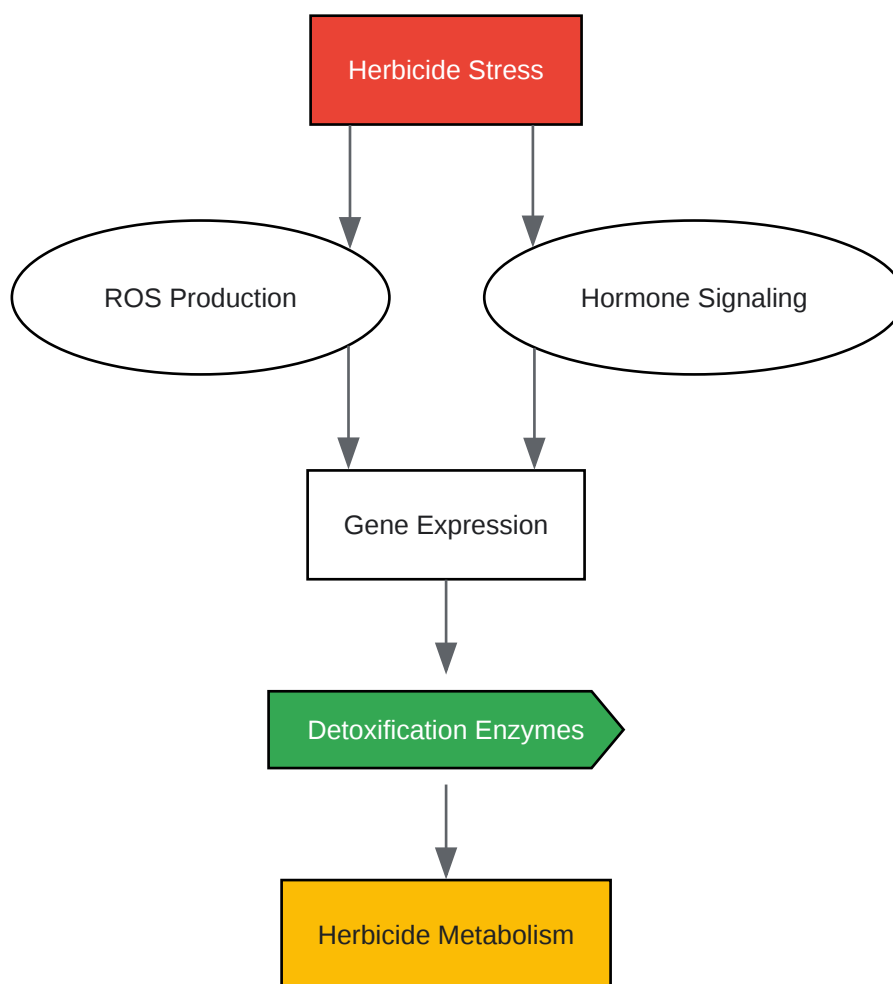 Herbicide Stress
ROS Production
Hormone Signaling
Gene Expression
Detoxification Enzymes
Herbicide Metabolism